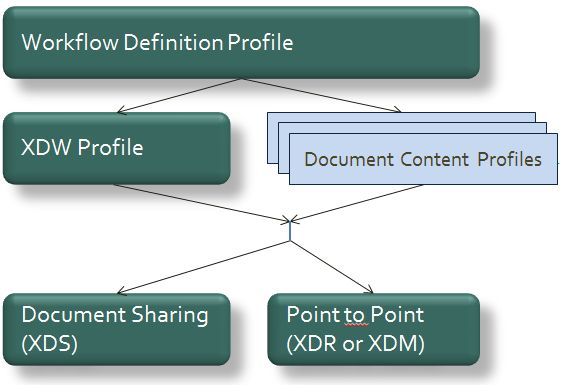 Workflow Definition Profile
XDW Profile
Document Content Profiles
Document Sharing
(XDS)
Point to Point
(XDR or XDM)